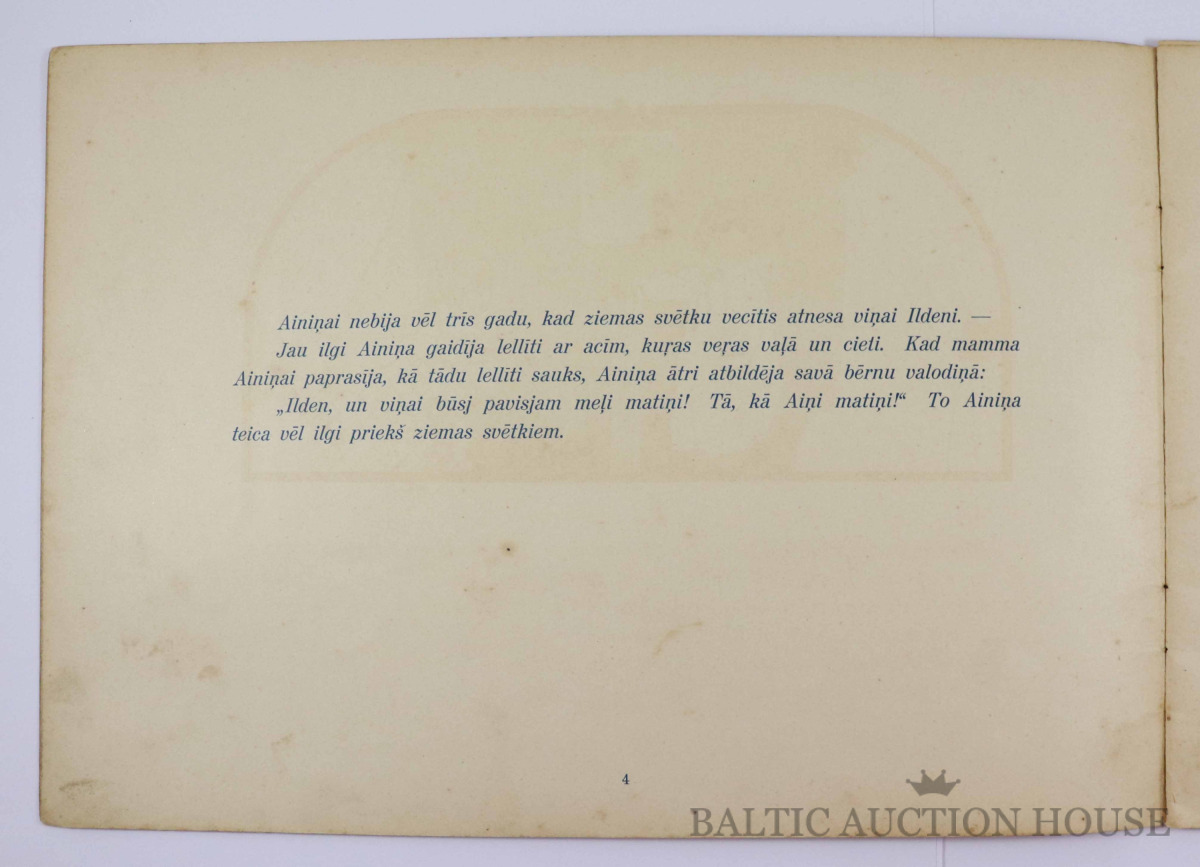 Ainiņai nebija vēl trīs gadu, kad ziemas svētku vecītis atnesa viņai Ildeni. —
Jau ilgi Ainiņa gaidīja lellīti ar acīm, kuŗas veŗas vaļā un cieti. Kad mamma
Ainiņai paprasīja, kā tādu lellīti sauks, Ainiņa ātri atbildēja savā bērnu valodiņā:
„Ilden, un viņai būsj pavisjam meļi matiņi! Tā, kā Aiņi matiņi!“ To Ainiņa
teica vēl ilgi priekš ziemas svētkiem.
4
BALTIC AUCTION HOUSE